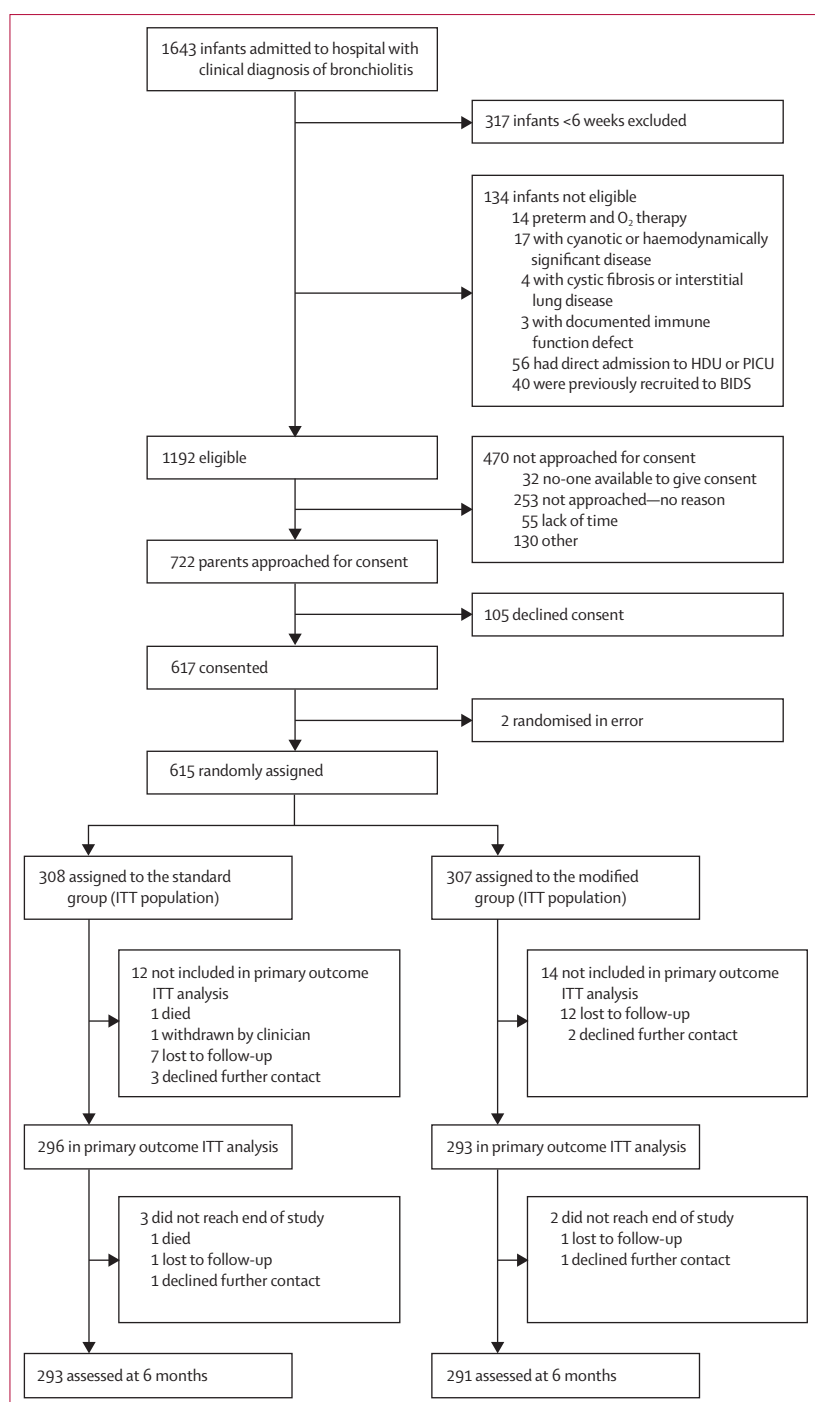 1643 infants admitted to hospital with
clinical diagnosis of bronchiolitis
317 infants <6 weeks excluded
134 infants not eligible
14 preterm and O₂ therapy
17 with cyanotic or haemodynamically
significant disease
4 with cystic fibrosis or interstitial
lung disease
3 with documented immune
function defect
56 had direct admission to HDU or PICU
40 were previously recruited to BIDS
1192 eligible
470 not approached for consent
32 no-one available to give consent
253 not approached—no reason
55 lack of time
130 other
722 parents approached for consent
105 declined consent
617 consented
2 randomised in error
615 randomly assigned
308 assigned to the standard
group (ITT population)
307 assigned to the modified
group (ITT population)
12 not included in primary outcome
ITT analysis
1 died
1 withdrawn by clinician
7 lost to follow-up
3 declined further contact
14 not included in primary outcome
ITT analysis
12 lost to follow-up
2 declined further contact
296 in primary outcome ITT analysis
293 in primary outcome ITT analysis
3 did not reach end of study
1 died
1 lost to follow-up
1 declined further contact
2 did not reach end of study
1 lost to follow-up
1 declined further contact
293 assessed at 6 months
291 assessed at 6 months